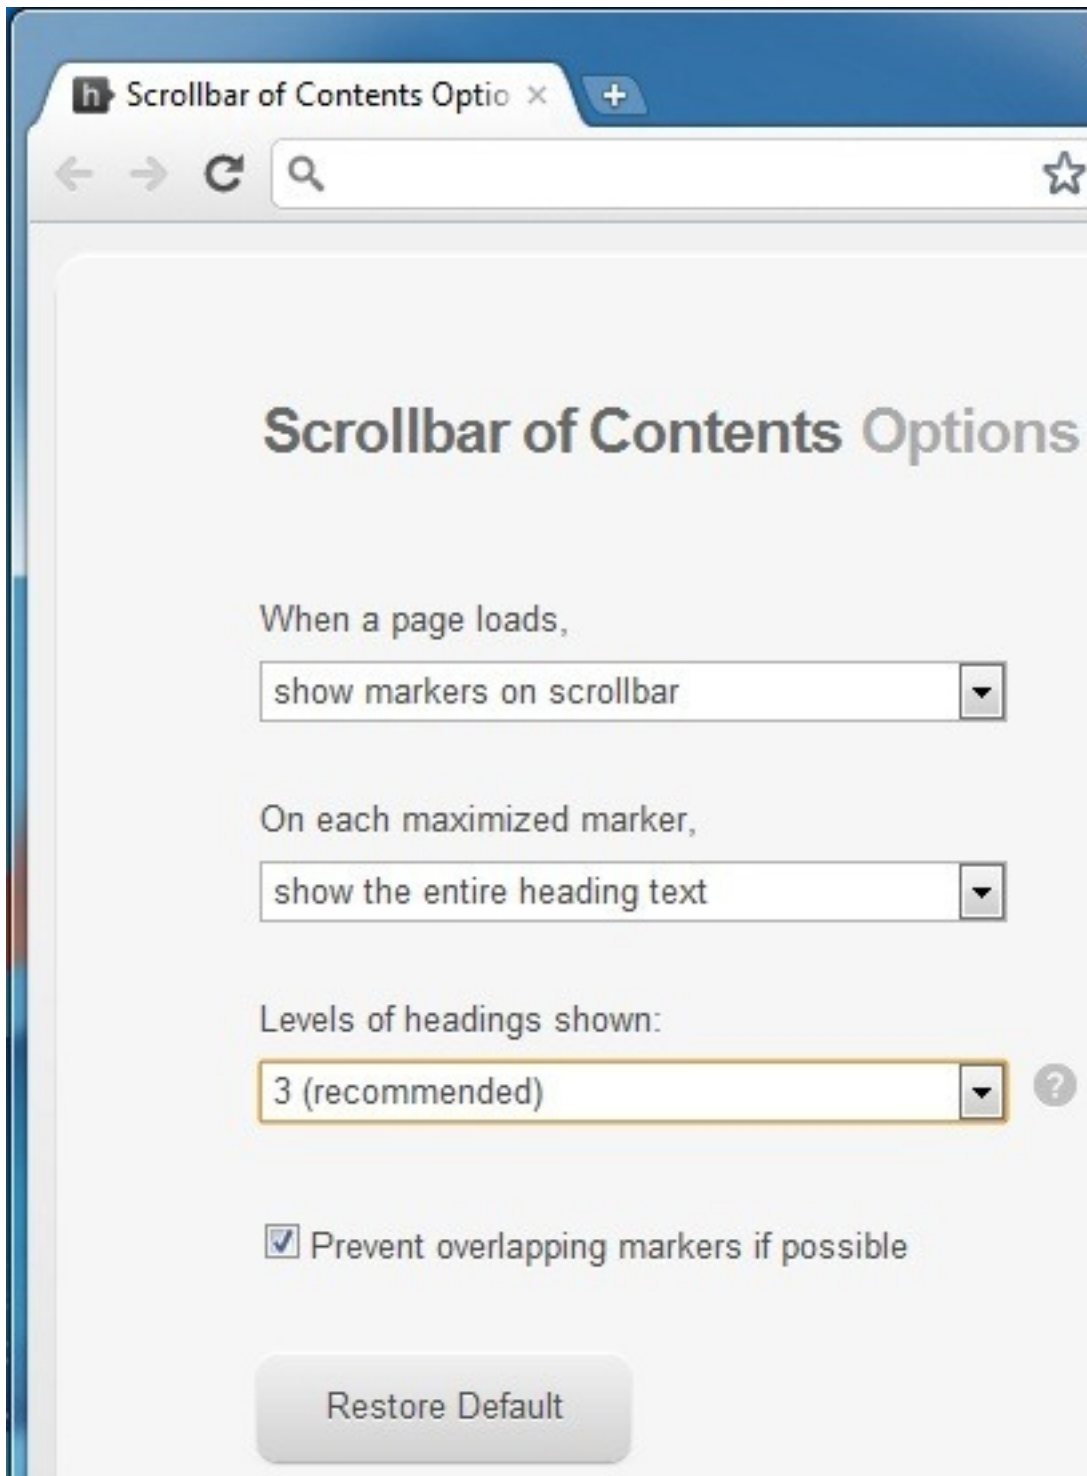 h Scrollbar of Contents Optio
Scrollbar of Contents Options
When a page loads,
show markers on scrollbar
On each maximized marker,
show the entire heading text
Levels of headings shown:
3 (recommended)
?
Prevent overlapping markers if possible
Restore Default